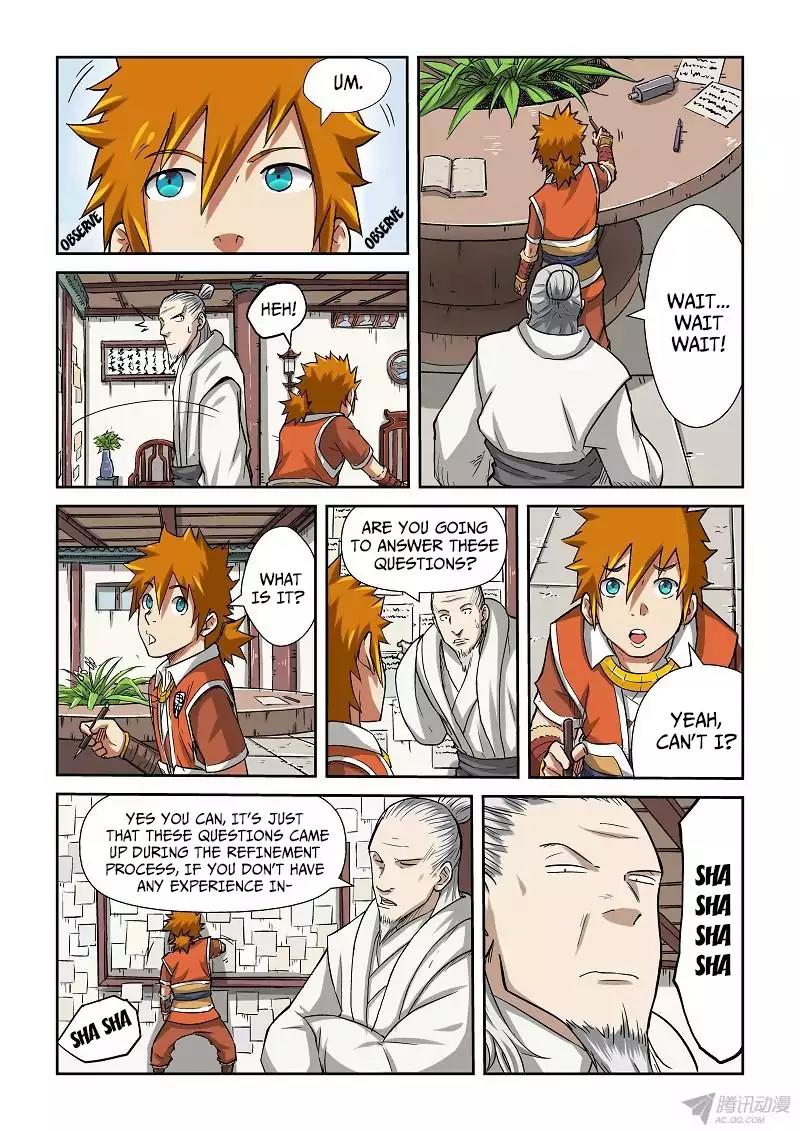 UM.
OBSERVE
OBSERVE
WAIT...
WAIT
WAIT!
HEH!
WHAT
IS IT?
ARE YOU GOING
TO ANSWER THESE
QUESTIONS?
YEAH,
CAN'T I?
YES YOU CAN, IT'S JUST
THAT THESE QUESTIONS CAME
UP DURING THE REFINEMENT
PROCESS, IF YOU DON'T HAVE
ANY EXPERIENCE IN-
SHA SHA
SHA
SHA
SHA
SHA
腾讯动漫
AC.QQ.COM